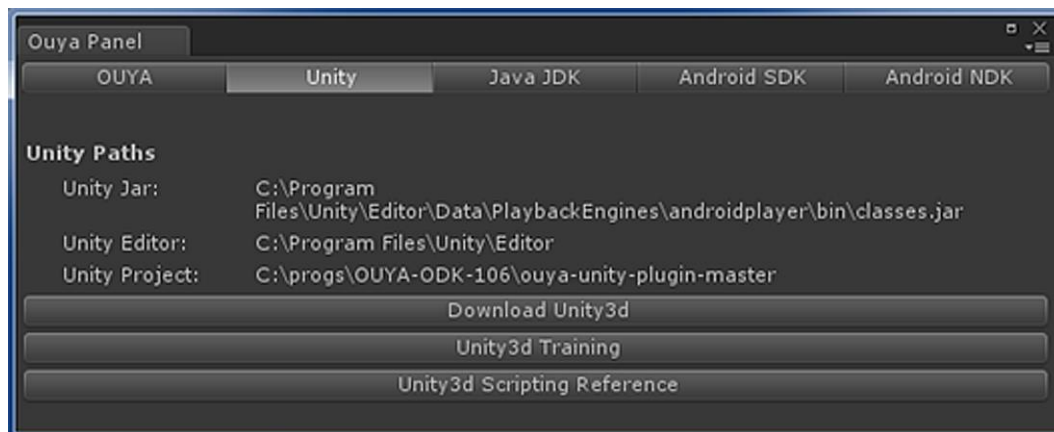 Ouya Panel
OUYA Unity Java JDK Android SDK Android NDK
Unity Paths
Unity Jar: C:\Program
Files\Unity\Editor\Data\PlaybackEngines\androidplayer\bin\classes.jar
Unity Editor: C:\Program Files\Unity\Editor
Unity Project: C:\progs\OUYA-ODK-106\ouya-unity-plugin-master
Download Unity3d
Unity3d Training
Unity3d Scripting Reference